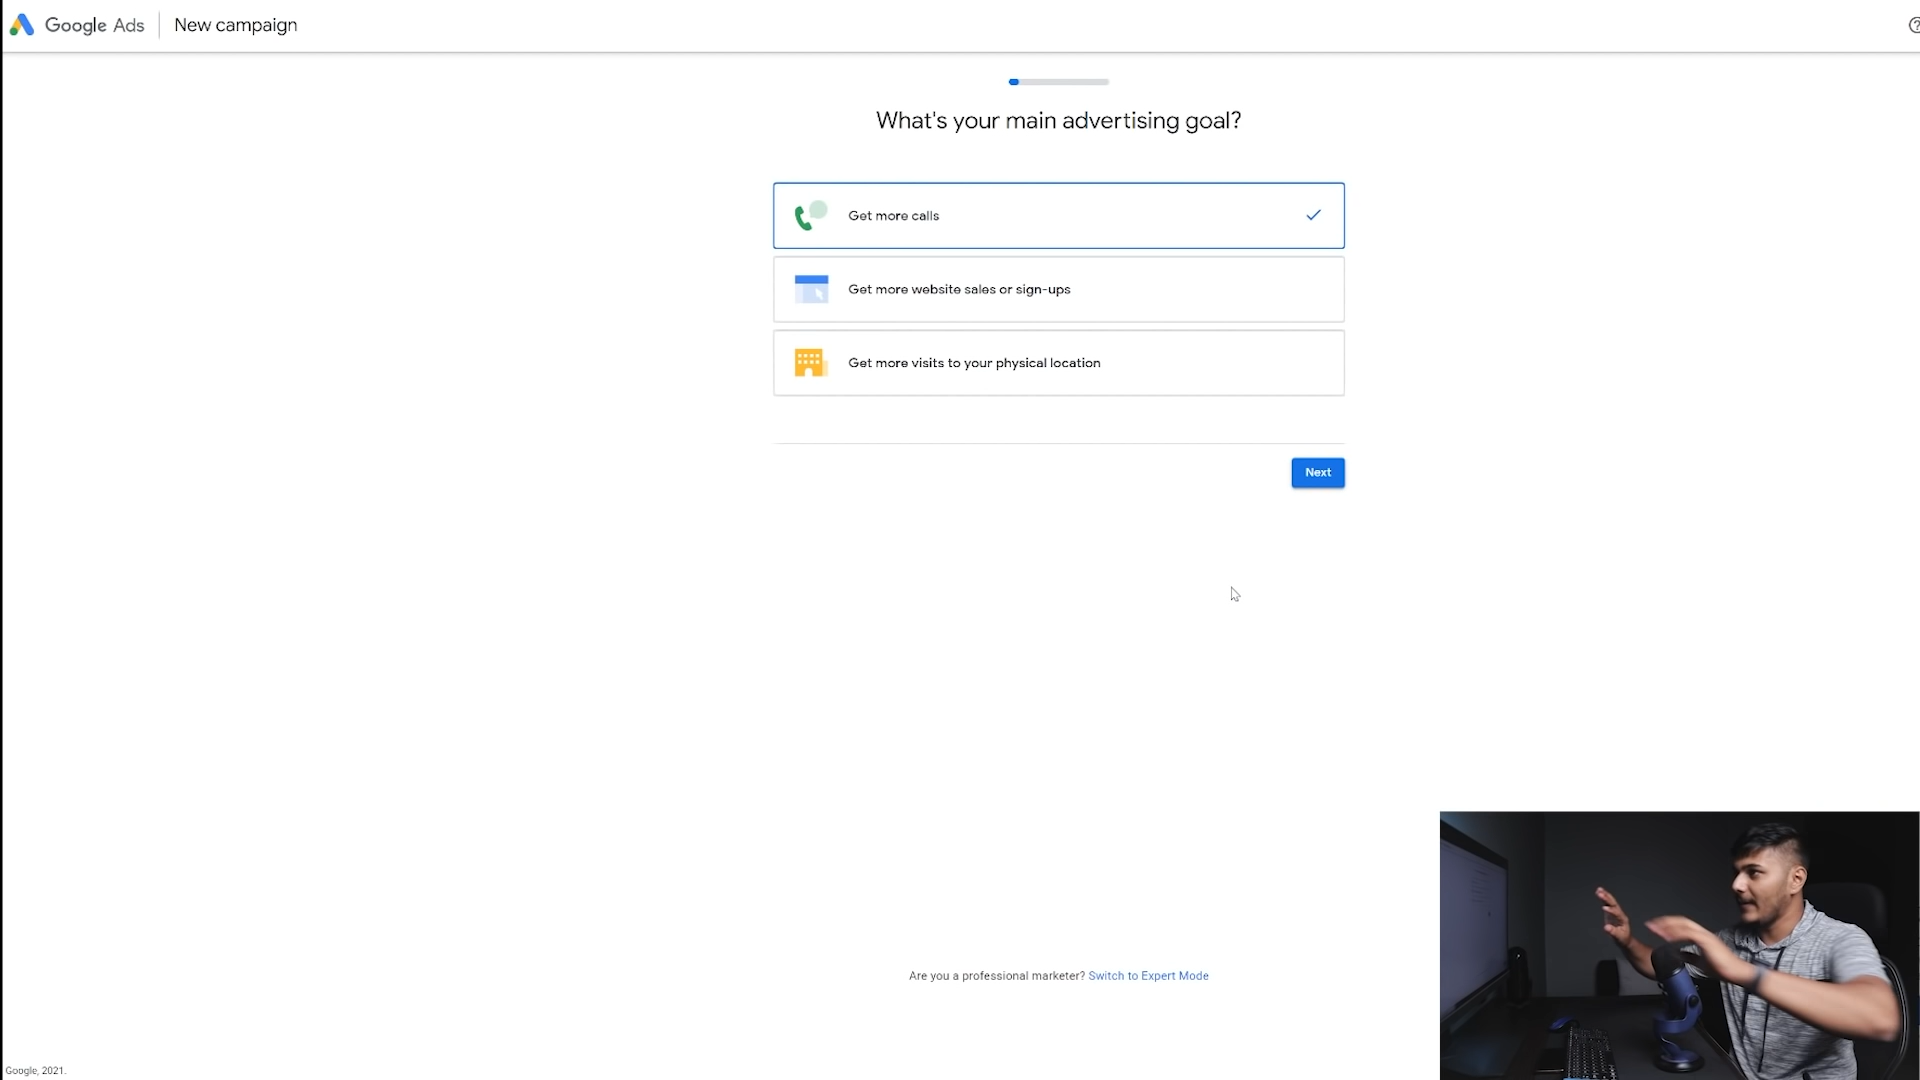 Google Ads
New campaign
What's your main advertising goal?
Get more calls
Get more website sales or sign-ups
Get more visits to your physical location
Next
Are you a professional marketer? Switch to Expert Mode
Google, 2021.